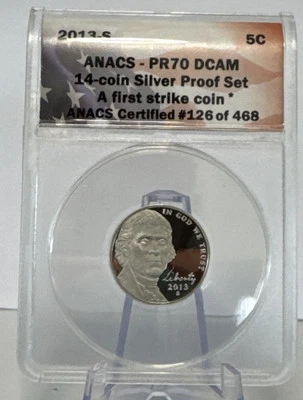 2013-S 5C
ANACS - PR70 DCAM
14-coin Silver Proof Set
A first strike coin *
ANACS Certified #126 of 468
IN GOD WE TRUST
Liberty
2013
S